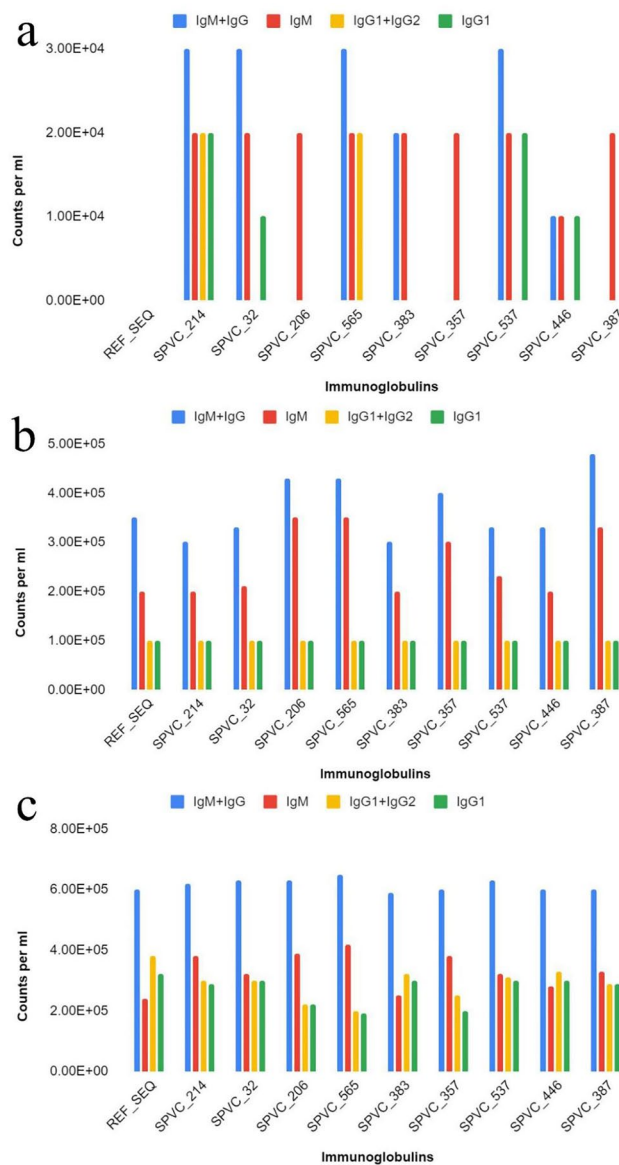 a
IgM+IgG IgM IgG1+IgG2 IgG1
3.00E+04
2.00E+04
1.00E+04
0.00E+00
Counts per ml
REF_SEQ SPVC_214 SPVC_32 SPVC_206 SPVC_565 SPVC_383 SPVC_357 SPVC_537 SPVC_446 SPVC_387
Immunoglobulins
b
IgM+IgG IgM IgG1+IgG2 IgG1
5.00E+05
4.00E+05
3.00E+05
2.00E+05
1.00E+05
0.00E+00
Counts per ml
REF_SEQ SPVC_214 SPVC_32 SPVC_206 SPVC_565 SPVC_383 SPVC_357 SPVC_537 SPVC_446 SPVC_387
Immunoglobulins
c
IgM+IgG IgM IgG1+IgG2 IgG1
8.00E+05
6.00E+05
4.00E+05
2.00E+05
0.00E+00
Counts per ml
REF_SEQ SPVC_214 SPVC_32 SPVC_206 SPVC_565 SPVC_383 SPVC_357 SPVC_537 SPVC_446 SPVC_387
Immunoglobulins